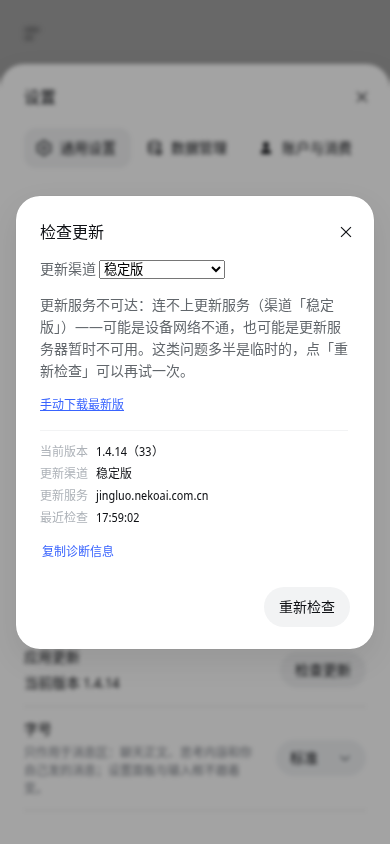 设置
通用设置
数据管理
账户与消费
检查更新
更新渠道 稳定版
更新服务不可达：连不上更新服务（渠道「稳定
版」）——可能是设备网络不通，也可能是更新服
务器暂时不可用。这类问题多半是临时的，点「重
新检查」可以再试一次。
手动下载最新版
当前版本 1.4.14（33）
更新渠道 稳定版
更新服务 jingluo.nekoai.com.cn
最近检查 17:59:02
复制诊断信息
重新检查
应用更新
当前版本 1.4.14
检查更新
字号
标准